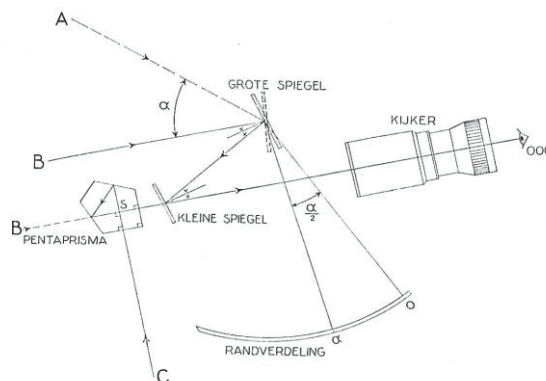 A
GROTE SPIEGEL
α
KIJKER
B
OOG
S
KLEINE SPIEGEL
α/2
B
PENTAPRISMA
O
α
RANDVERDELING
C